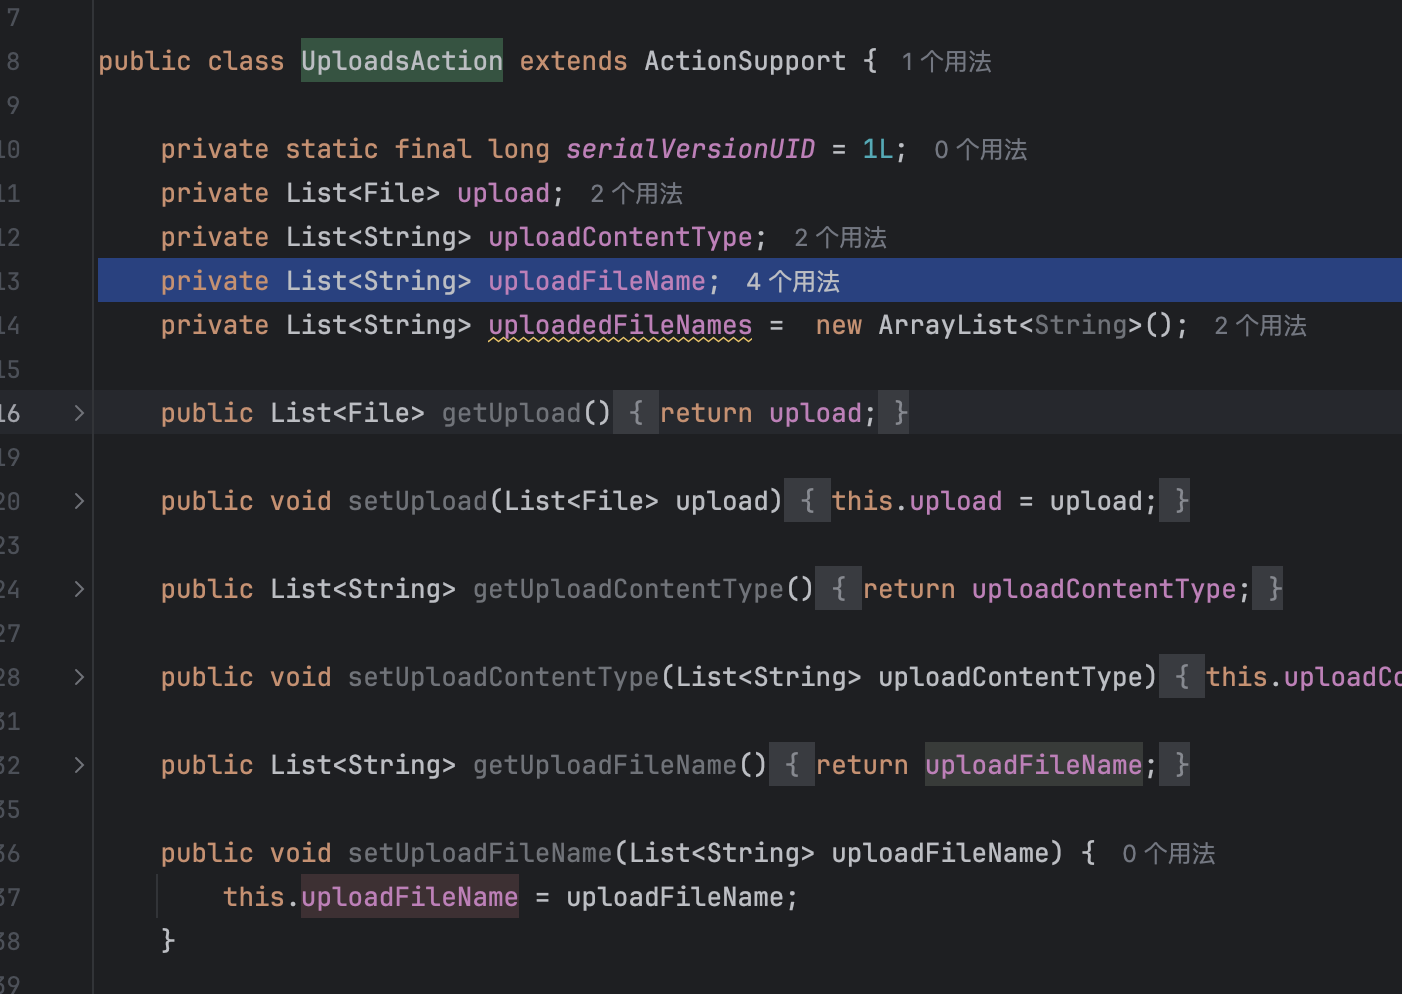 7
8 public class UploadsAction extends ActionSupport { 1 个用法
9
10 private static final long serialVersionUID = 1L; 0 个用法
11 private List<File> upload; 2 个用法
12 private List<String> uploadContentType; 2 个用法
13 private List<String> uploadFileName; 4 个用法
14 private List<String> uploadedFileNames =  new ArrayList<String>(); 2 个用法
15
16 public List<File> getUpload() { return upload; }
19
20 public void setUpload(List<File> upload) { this.upload = upload; }
23
24 public List<String> getUploadContentType() { return uploadContentType; }
27
28 public void setUploadContentType(List<String> uploadContentType) { this.uploadCo
31
32 public List<String> getUploadFileName() { return uploadFileName; }
35
36 public void setUploadFileName(List<String> uploadFileName) { 0 个用法
37 this.uploadFileName = uploadFileName;
38 }
39